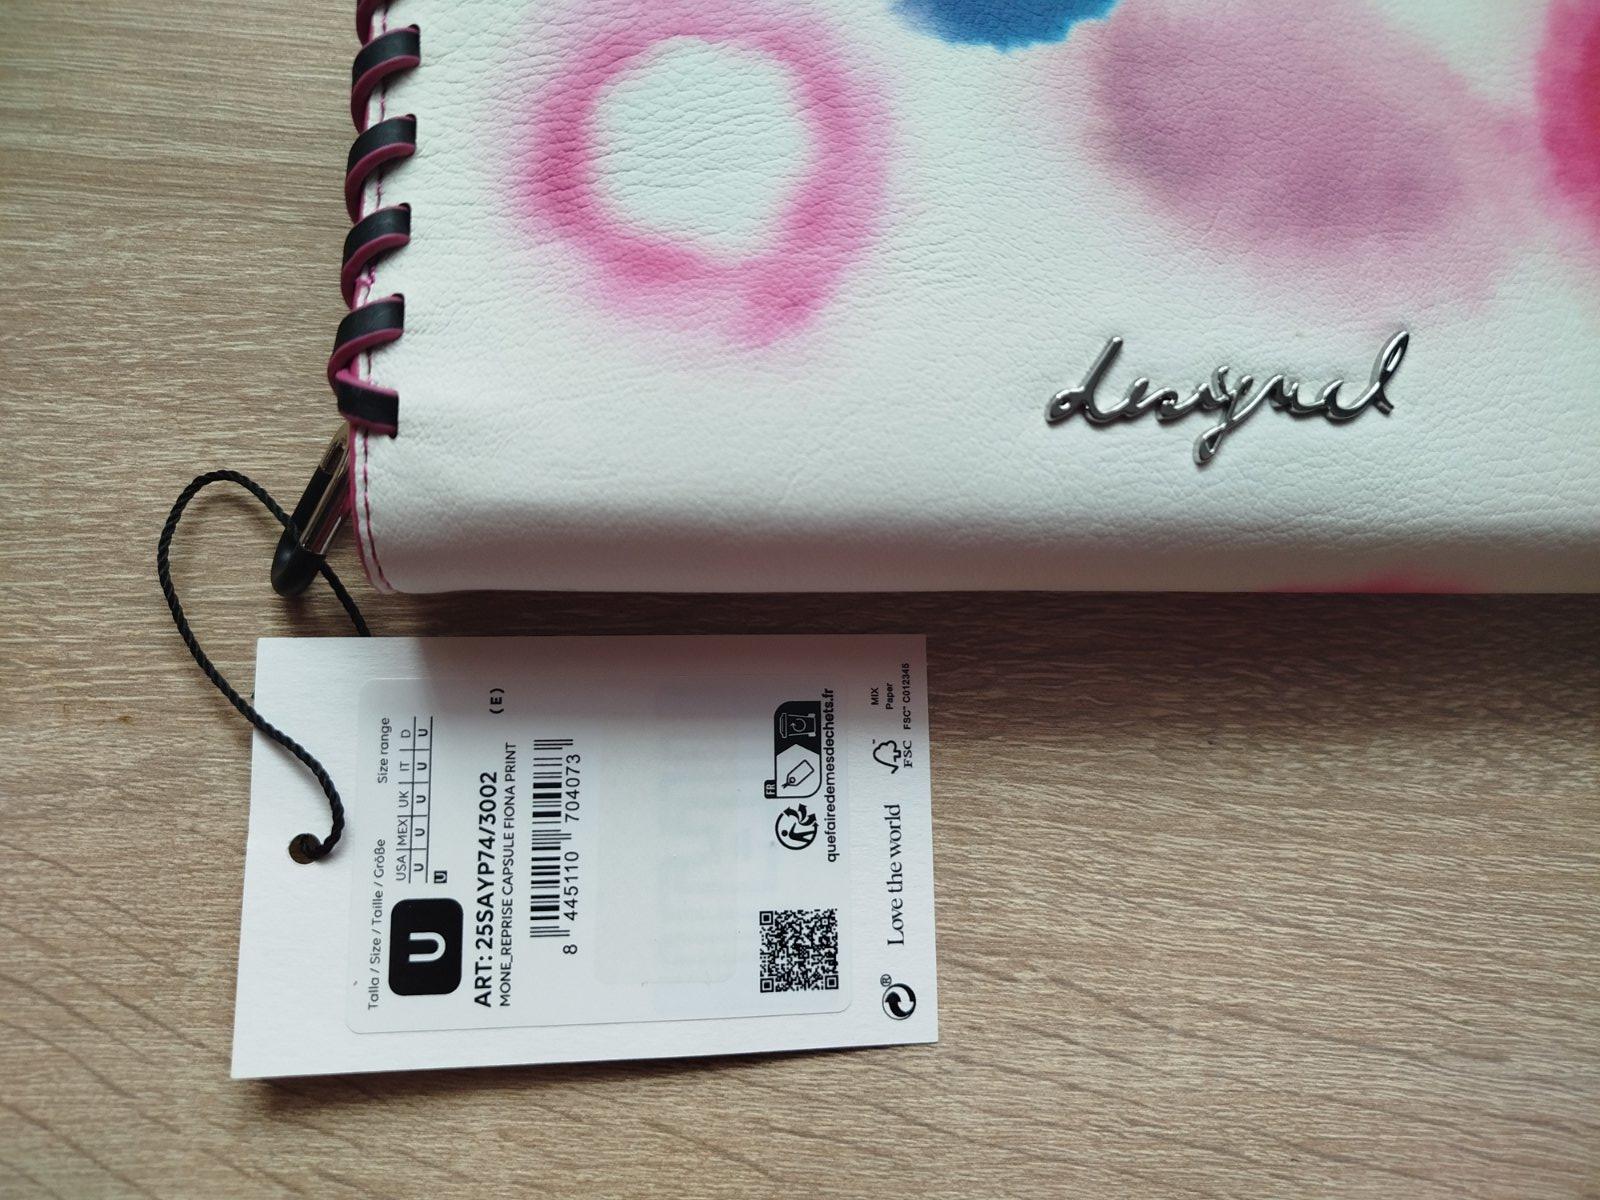 desigual
Talla / Size / Taille / Größe
Size range
U
USA | MEX | UK | IT | D
U | U | U | U | U
U
ART: 25SAYP74/3002
MONE_REPRISE CAPSULE FIONA PRINT
(E)
8 445110 704073
FR
quefairedemesdechets.fr
Love the world
FSC
MIX
Paper
FSC™ C012345